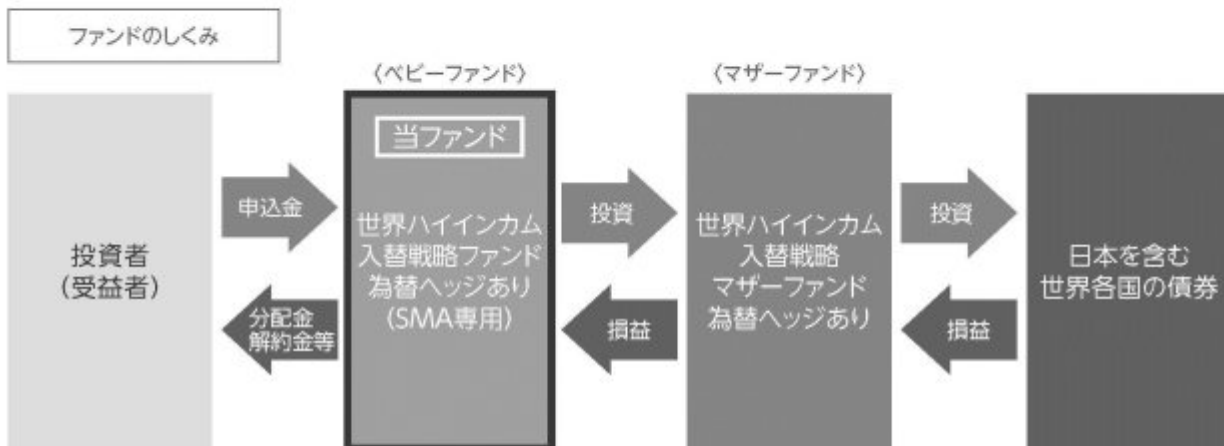 ファンドのしくみ
〈ベビーファンド〉
〈マザーファンド〉
投資者
(受益者)
申込金
分配金
解約金等
当ファンド
世界ハイインカム
入替戦略ファンド
為替ヘッジあり
(SMA専用)
投資
損益
世界ハイインカム
入替戦略
マザーファンド
為替ヘッジあり
投資
損益
日本を含む
世界各国の債券